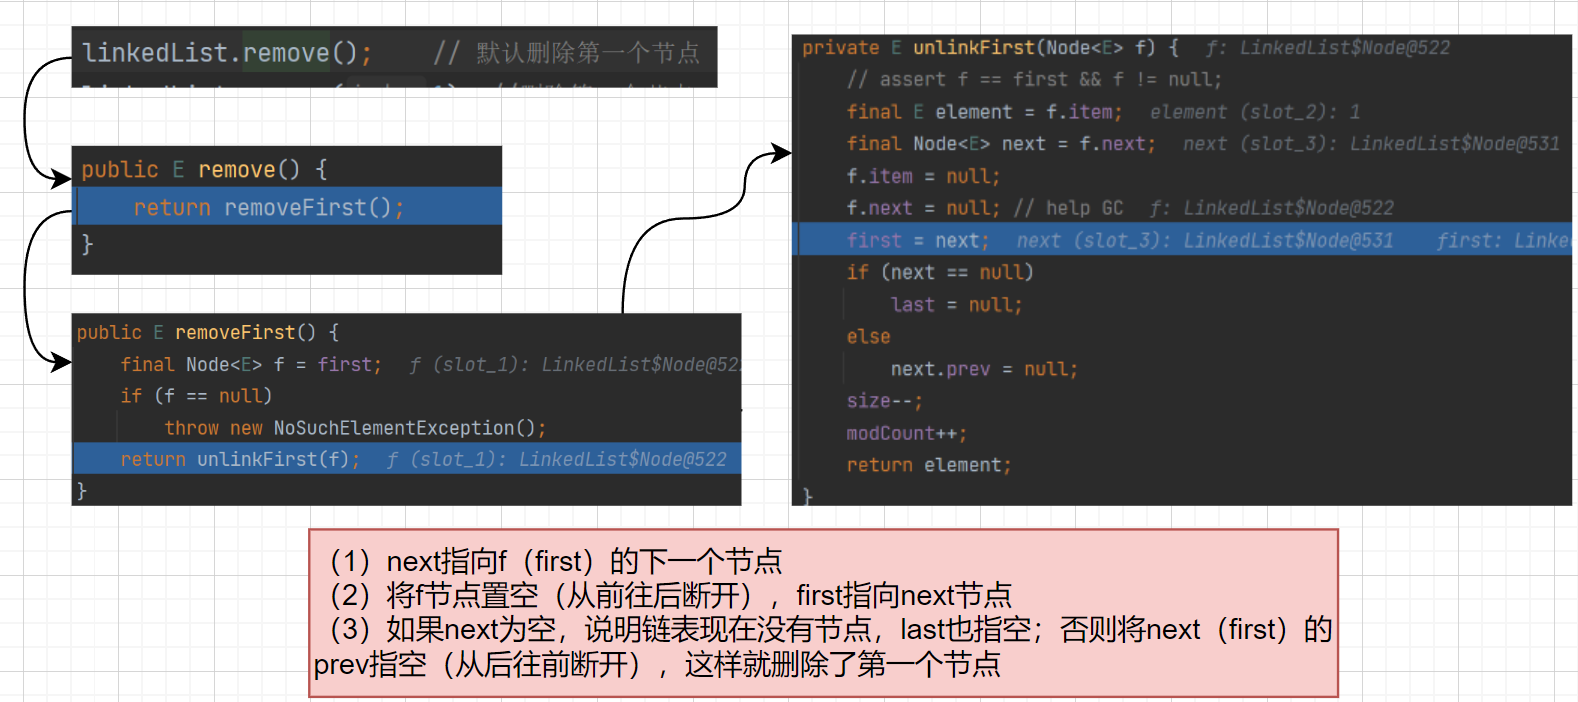 linkedList.remove();    // 默认删除第一个节点
public E remove() {
return removeFirst();
}
public E removeFirst() {
final Node<E> f = first;  f (slot_1): LinkedList$Node@52
if (f == null)
throw new NoSuchElementException();
return unlinkFirst(f);  f (slot_1): LinkedList$Node@522
}
private E unlinkFirst(Node<E> f) {  f: LinkedList$Node@522
// assert f == first && f != null;
final E element = f.item;  element (slot_2): 1
final Node<E> next = f.next;  next (slot_3): LinkedList$Node@531
f.item = null;
f.next = null; // help GC  f: LinkedList$Node@522
first = next;  next (slot_3): LinkedList$Node@531    first: Linke
if (next == null)
last = null;
else
next.prev = null;
size--;
modCount++;
return element;
}
（1）next指向f（first）的下一个节点
（2）将f节点置空（从前往后断开），first指向next节点
（3）如果next为空，说明链表现在没有节点，last也指空；否则将next（first）的
prev指空（从后往前断开），这样就删除了第一个节点